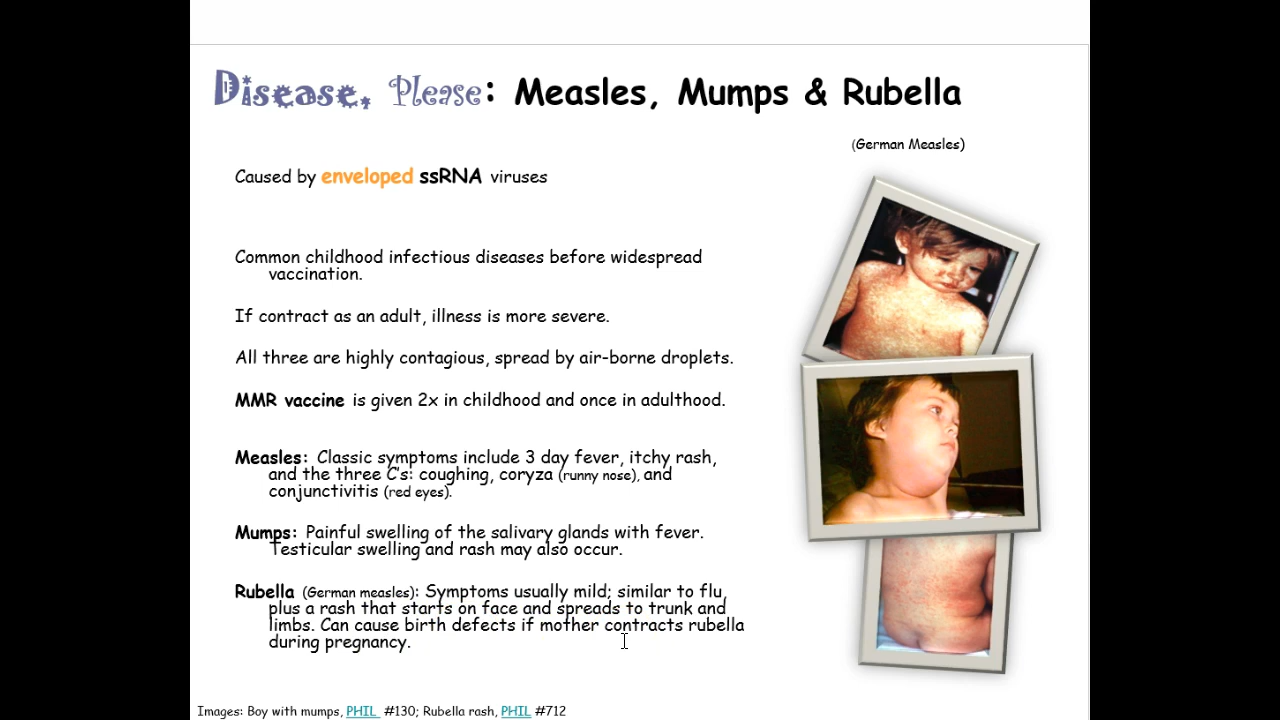 Disease, Please: Measles, Mumps & Rubella
(German Measles)
Caused by enveloped ssRNA viruses
Common childhood infectious diseases before widespread
vaccination.
If contract as an adult, illness is more severe.
All three are highly contagious, spread by air-borne droplets.
MMR vaccine is given 2x in childhood and once in adulthood.
Measles: Classic symptoms include 3 day fever, itchy rash,
and the three C's: coughing, coryza (runny nose), and
conjunctivitis (red eyes).
Mumps: Painful swelling of the salivary glands with fever.
Testicular swelling and rash may also occur.
Rubella (German measles): Symptoms usually mild; similar to flu,
plus a rash that starts on face and spreads to trunk and
limbs. Can cause birth defects if mother contracts rubella
during pregnancy.
Images: Boy with mumps, PHIL #130; Rubella rash, PHIL #712